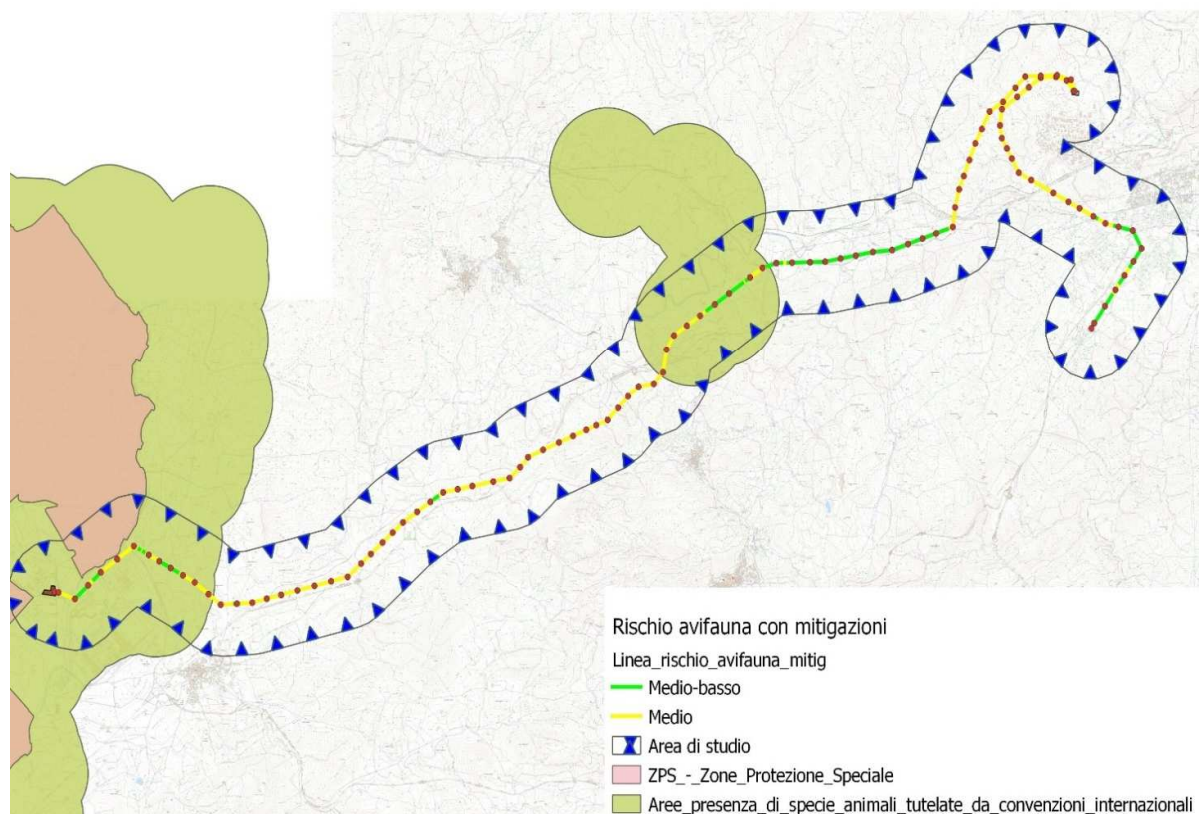 Rischio avifauna con mitigazioni
Linea_rischio_avifauna_mitig
Medio-basso
Medio
Area di studio
ZPS_-_Zone_Protezione_Speciale
Aree_presenza_di_specie_animali_tutelate_da_convenzioni_internazionali